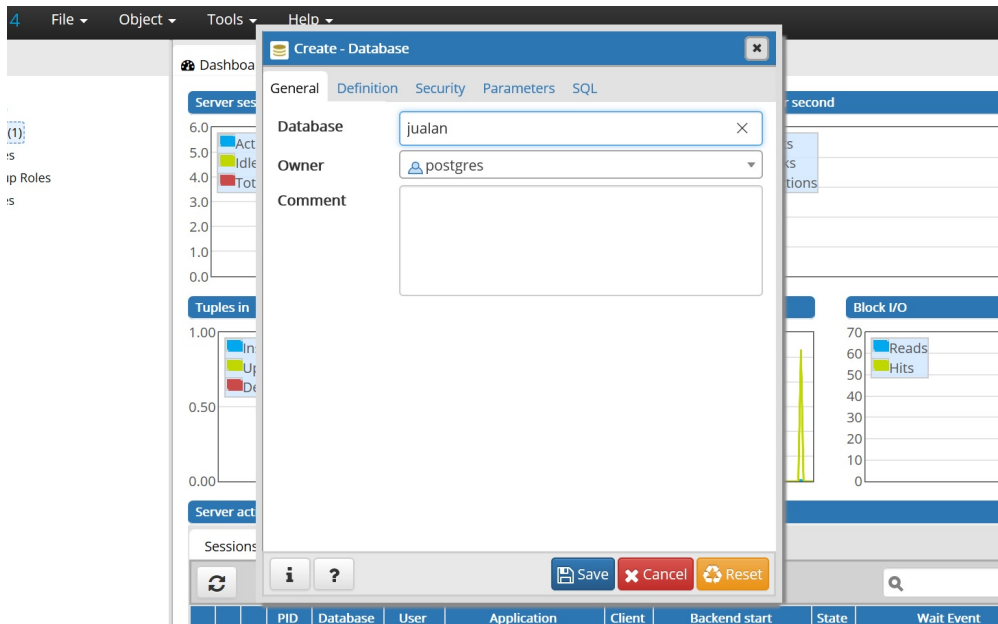 4 File Object Tools Help
Create - Database
Dashboa
General Definition Security Parameters SQL
Server ses
r second
(1)
Database jualan
6.0
5.0
4.0
3.0
2.0
1.0
0.0
Act
Idle
Tot
s
ks
tions
Owner postgres
es
up Roles
es
Comment
Tuples in
Block I/O
1.00
0.50
0.00
In
Up
De
70
60
50
40
30
20
10
0
Reads
Hits
Server act
Sessions
i ? Save Cancel Reset
PID Database User Application Client Backend start State Wait Event